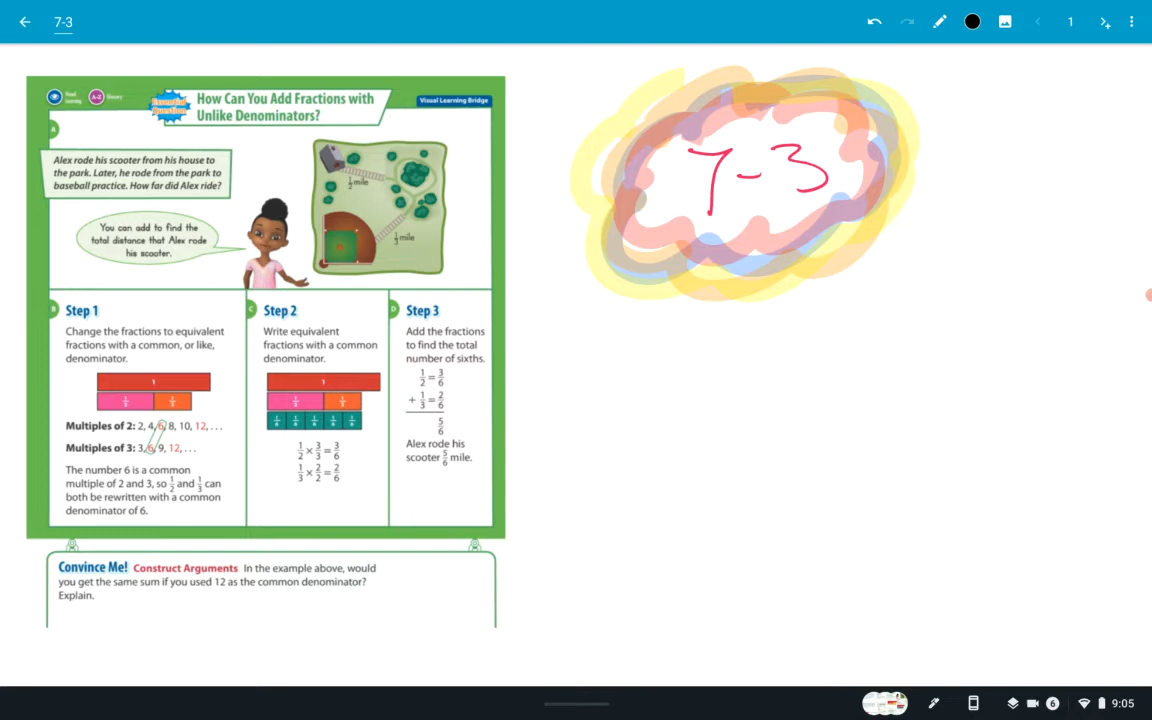 7-3
1
Visual Learning
A-Z Glossary
Essential Question
How Can You Add Fractions with
Unlike Denominators?
Visual Learning Bridge
A
Alex rode his scooter from his house to
the park. Later, he rode from the park to
baseball practice. How far did Alex ride?
You can add to find the
total distance that Alex rode
his scooter.
1/2 mile
1/3 mile
7-3
B
Step 1
Change the fractions to equivalent
fractions with a common, or like,
denominator.
1
1/2 1/3
Multiples of 2: 2, 4, 6, 8, 10, 12, . . .
Multiples of 3: 3, 6, 9, 12, . . .
The number 6 is a common
multiple of 2 and 3, so 1/2 and 1/3 can
both be rewritten with a common
denominator of 6.
C
Step 2
Write equivalent
fractions with a common
denominator.
1
1/2 1/3
1/6 1/6 1/6 1/6 1/6
1/2 × 3/3 = 3/6
1/3 × 2/2 = 2/6
D
Step 3
Add the fractions
to find the total
number of sixths.
1/2 = 3/6
+ 1/3 = 2/6
5/6
Alex rode his
scooter 5/6 mile.
Convince Me! Construct Arguments In the example above, would
you get the same sum if you used 12 as the common denominator?
Explain.
6
9:05